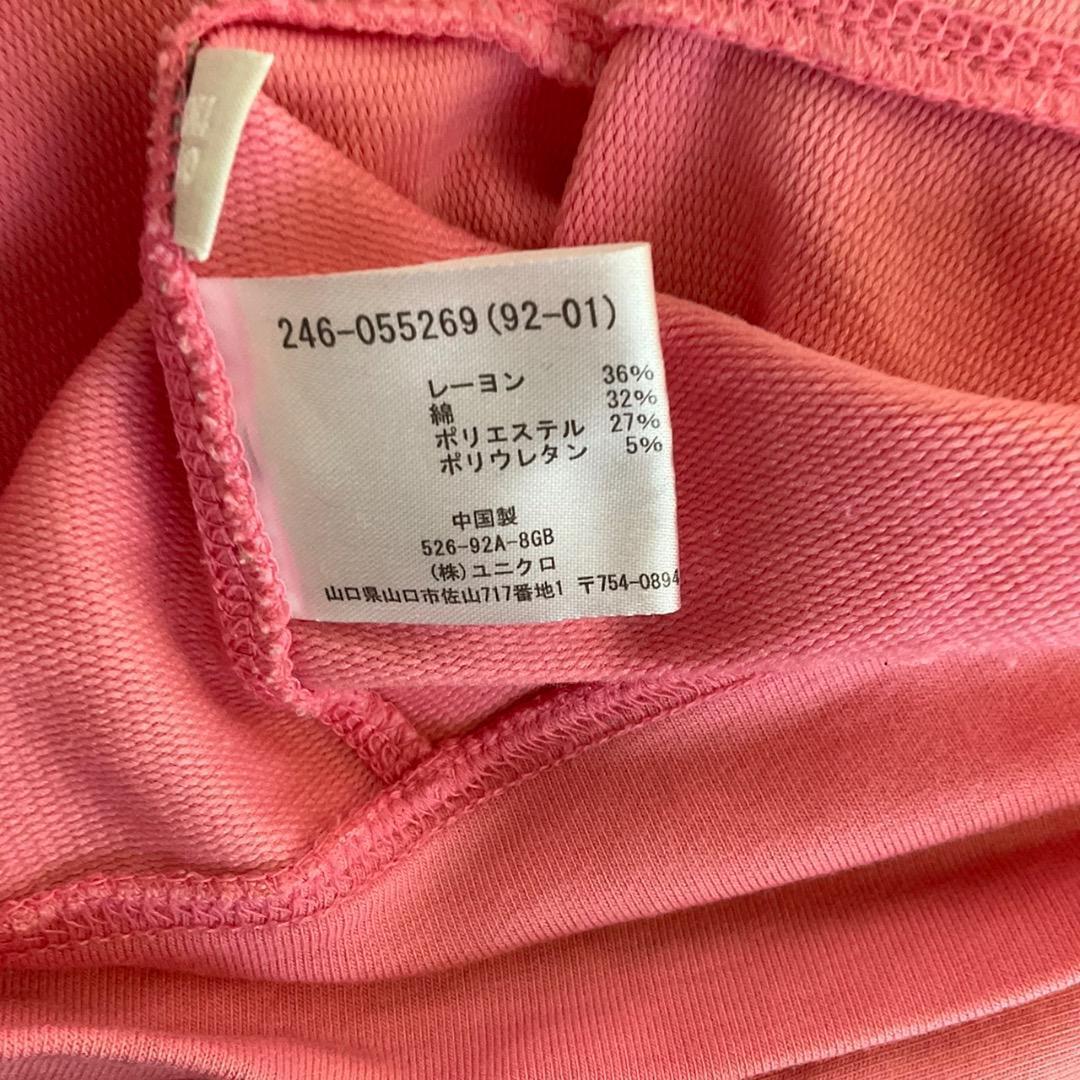 246-055269(92-01)
レーヨン 36%
綿 32%
ポリエステル 27%
ポリウレタン 5%
中国製
526-92A-8GB
(株)ユニクロ
山口県山口市佐山717番地1 〒754-0894